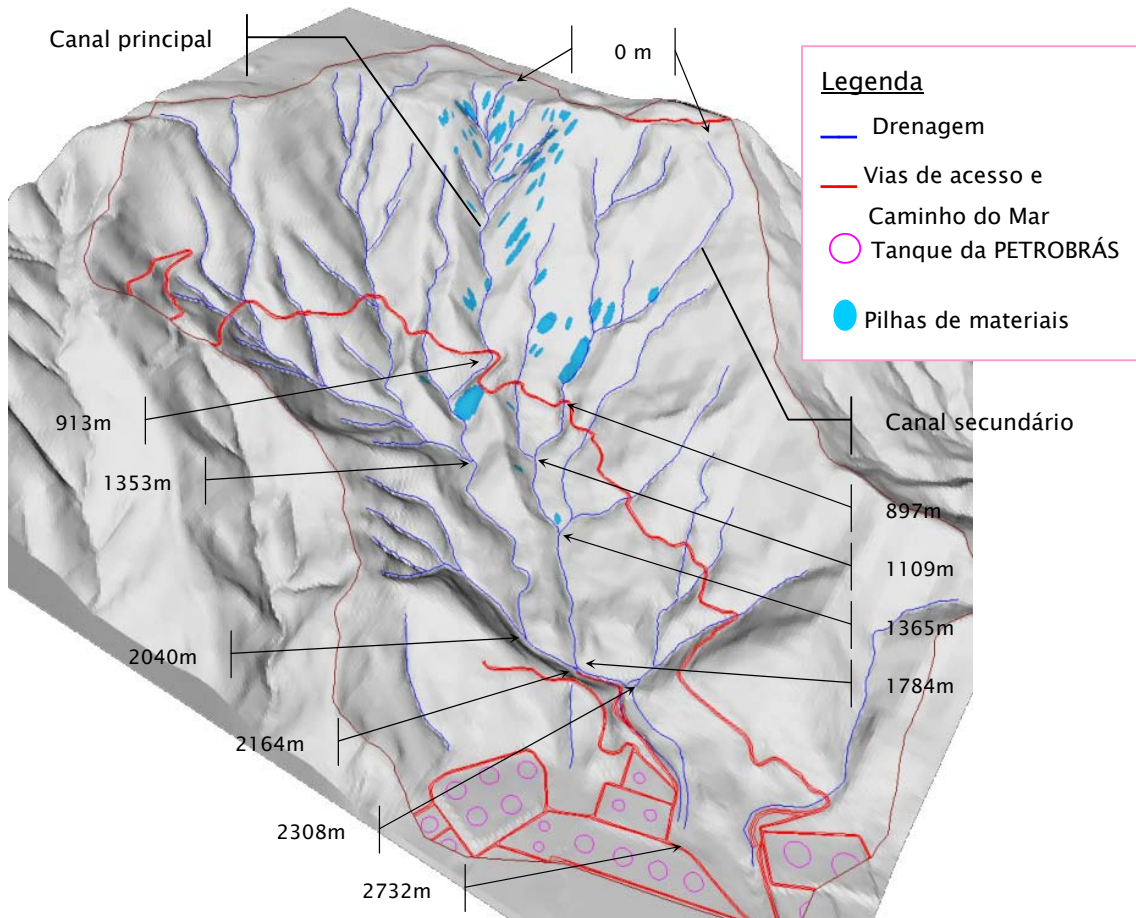 Canal principal
0 m
Legenda
Drenagem
Vias de acesso e
Caminho do Mar
Tanque da PETROBRÁS
Pilhas de materiais
913m
1353m
2040m
2164m
2308m
2732m
Canal secundário
897m
1109m
1365m
1784m